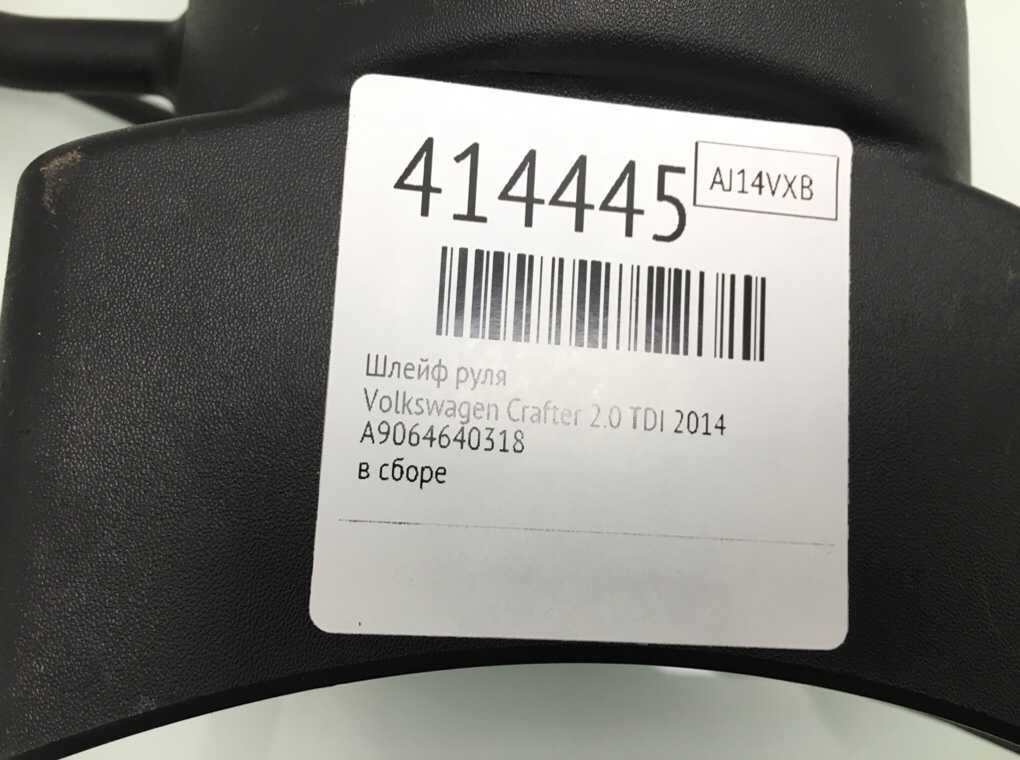 414445
AJ14VXB
Шлейф руля
Volkswagen Crafter 2.0 TDI 2014
A9064640318
в сборе